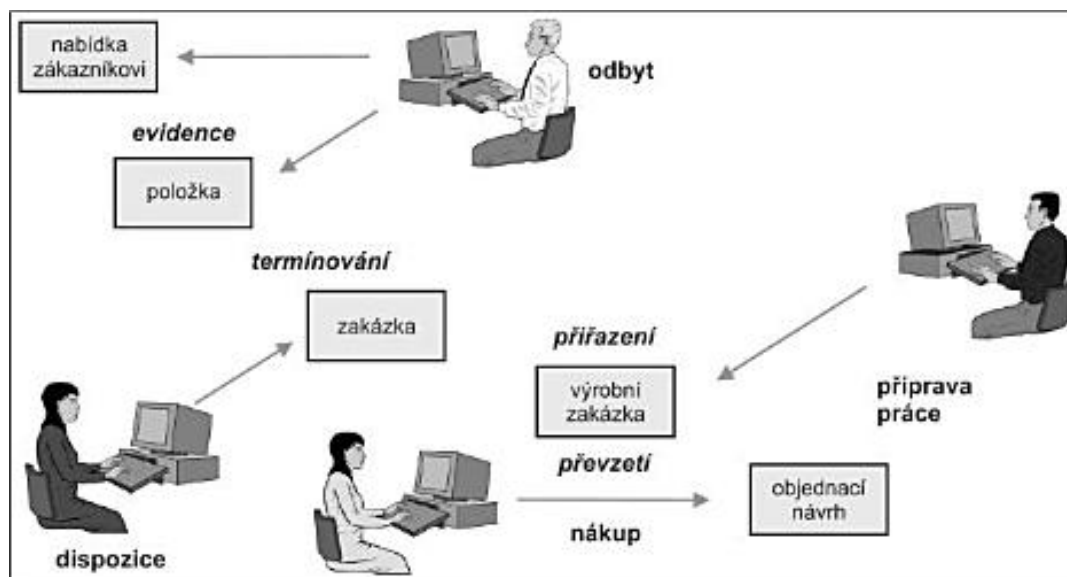 nabídka
zákazníkovi
odbyt
evidence
položka
termínování
zakázka
přiřazení
výrobní
zakázka
příprava
práce
převzetí
objednací
návrh
nákup
dispozice